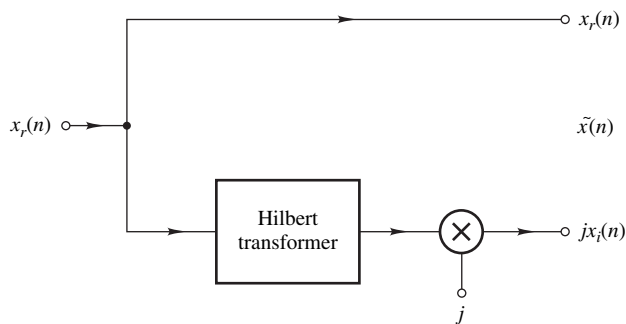 x_r(n)
x_r(n)
x̃(n)
Hilbert
transformer
jx_i(n)
j